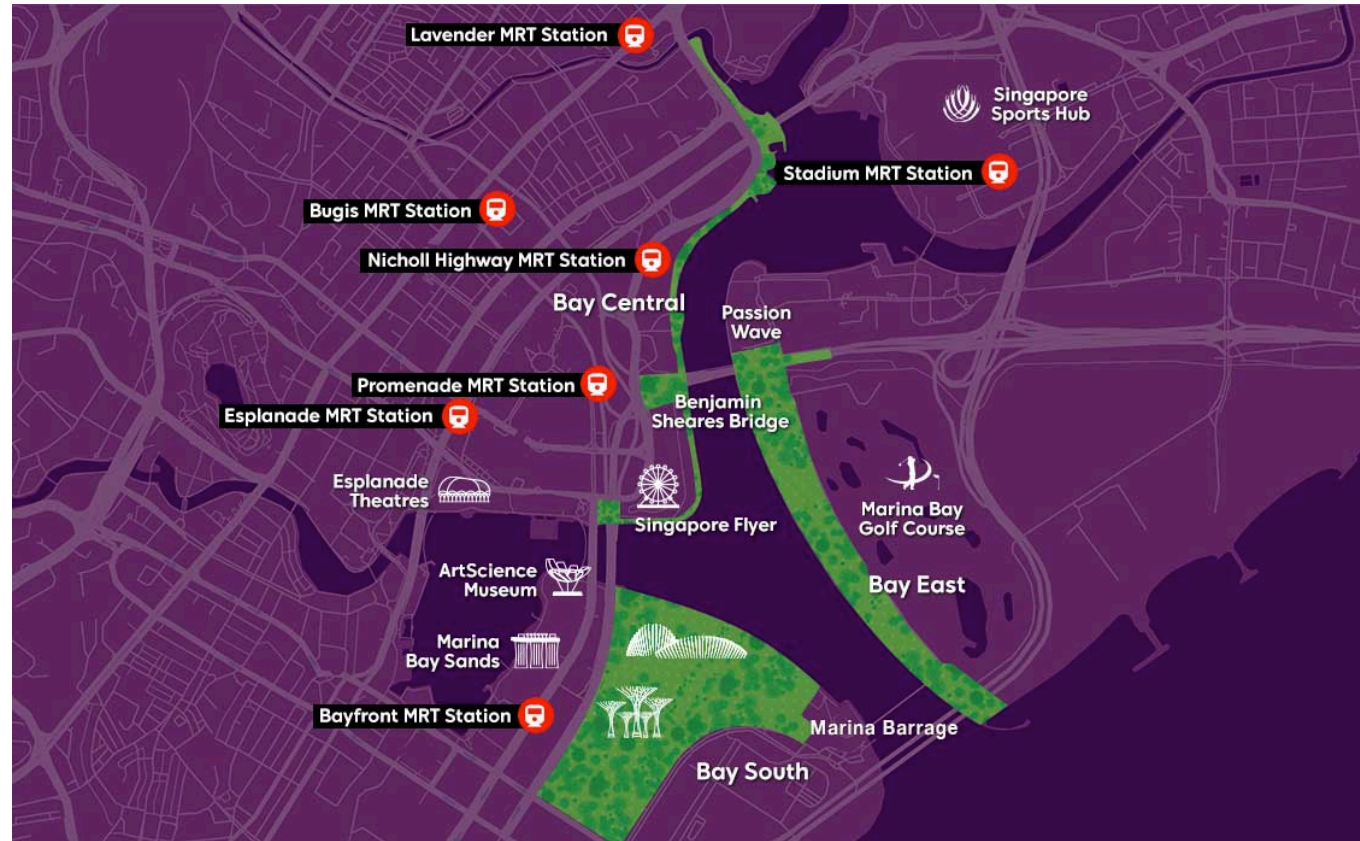 Lavender MRT Station
Singapore
Sports Hub
Stadium MRT Station
Bugis MRT Station
Nicholl Highway MRT Station
Bay Central
Passion
Wave
Promenade MRT Station
Benjamin
Sheares Bridge
Esplanade MRT Station
Esplanade
Theatres
Singapore Flyer
Marina Bay
Golf Course
ArtScience
Museum
Bay East
Marina
Bay Sands
Bayfront MRT Station
Marina Barrage
Bay South